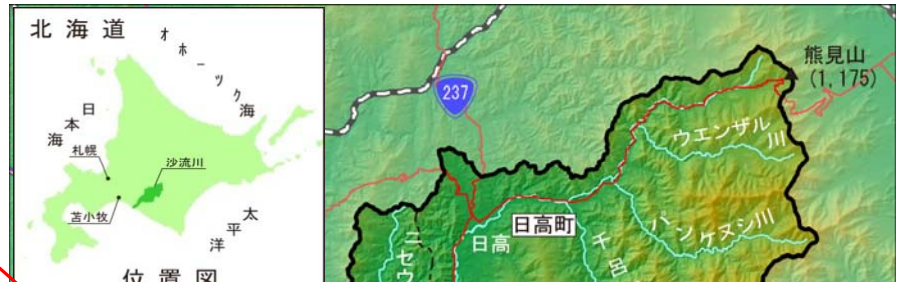 北海道
オホーツク海
日本海
札幌
沙流川
苫小牧
太平洋
位置図
237
熊見山
(1,175)
ウエンザル川
日高町
日高
パンケヌシ川
ニセウ
千呂